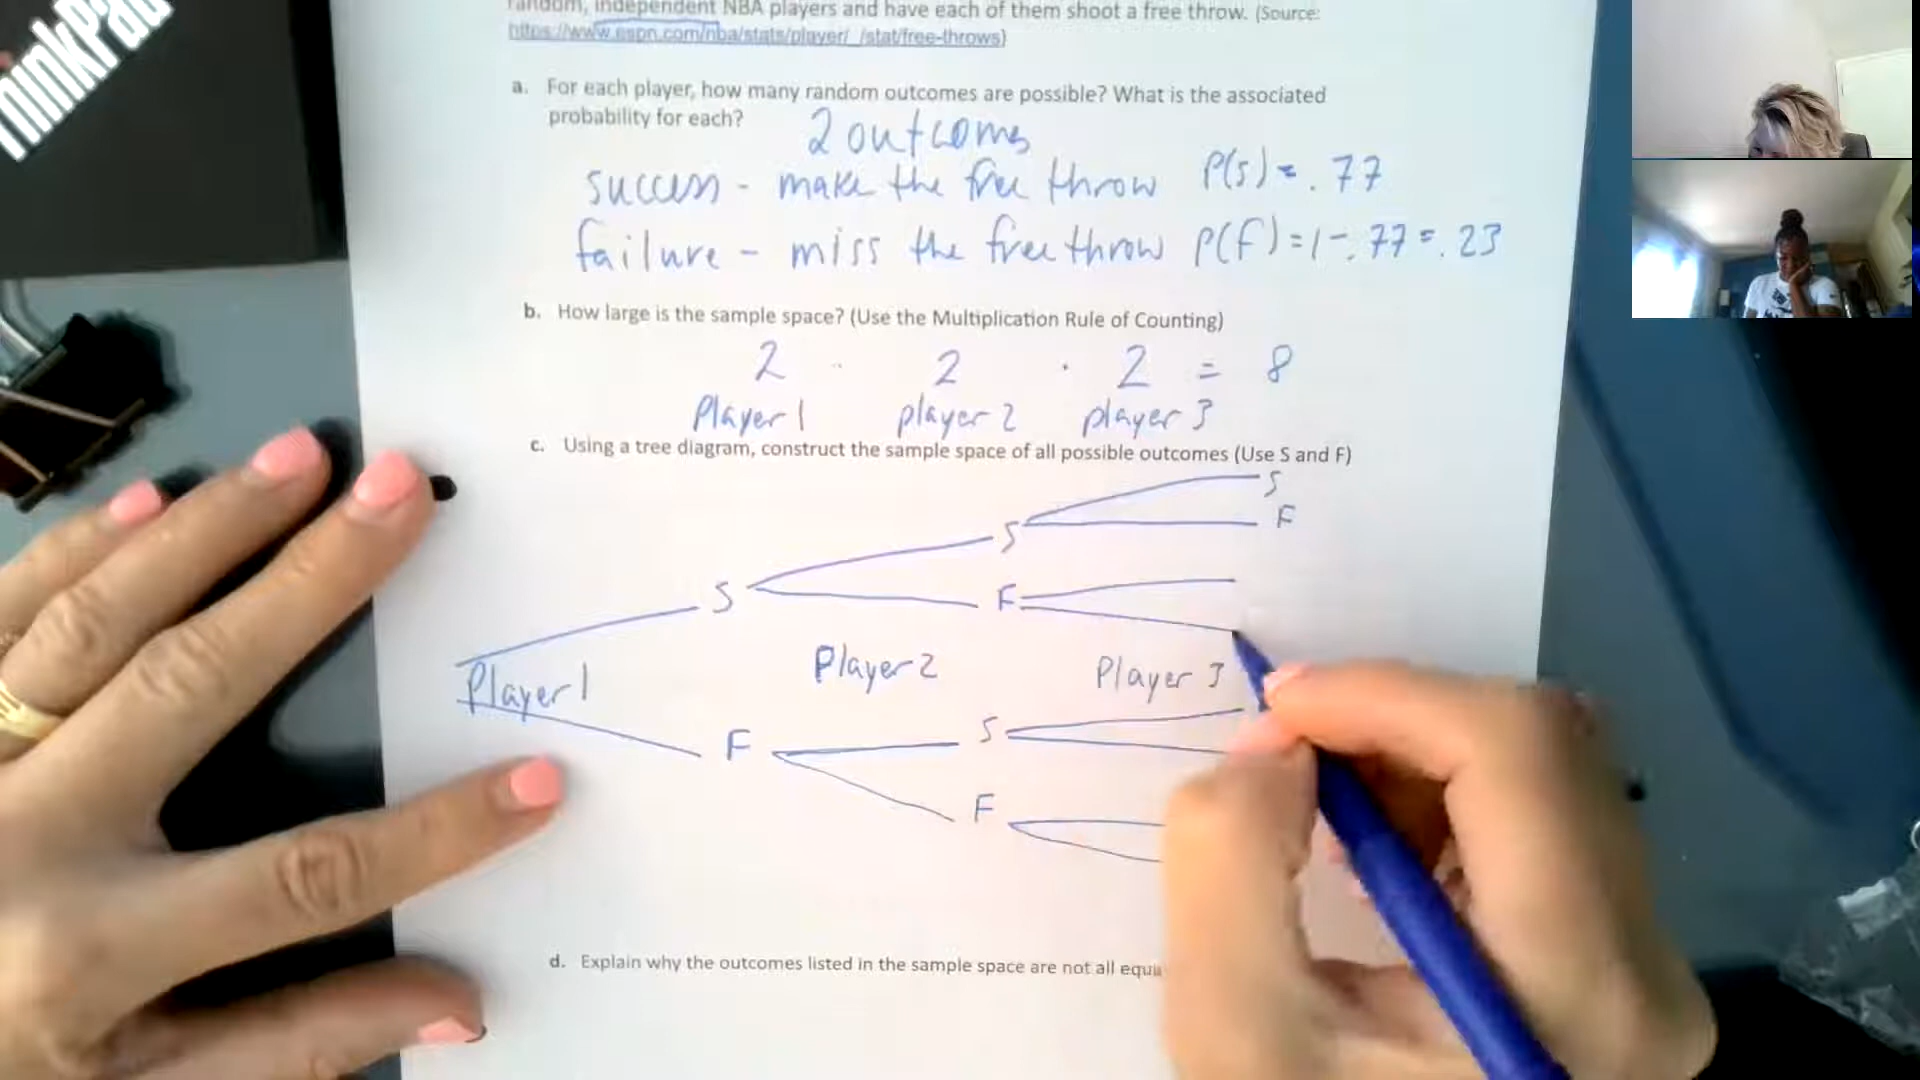 ThinkPad
random, independent NBA players and have each of them shoot a free throw. (Source:
https://www.espn.com/nba/stats/player/_/stat/free-throws)
a. For each player, how many random outcomes are possible? What is the associated
probability for each?
2 outcomes
success - make the free throw P(S) = .77
failure - miss the free throw P(F) = 1 - .77 = .23
b. How large is the sample space? (Use the Multiplication Rule of Counting)
2 · 2 · 2 = 8
Player 1 player 2 player 3
c. Using a tree diagram, construct the sample space of all possible outcomes (Use S and F)
S
F
S
S
F
Player 1 Player 2 Player 3
S
F
F
d. Explain why the outcomes listed in the sample space are not all